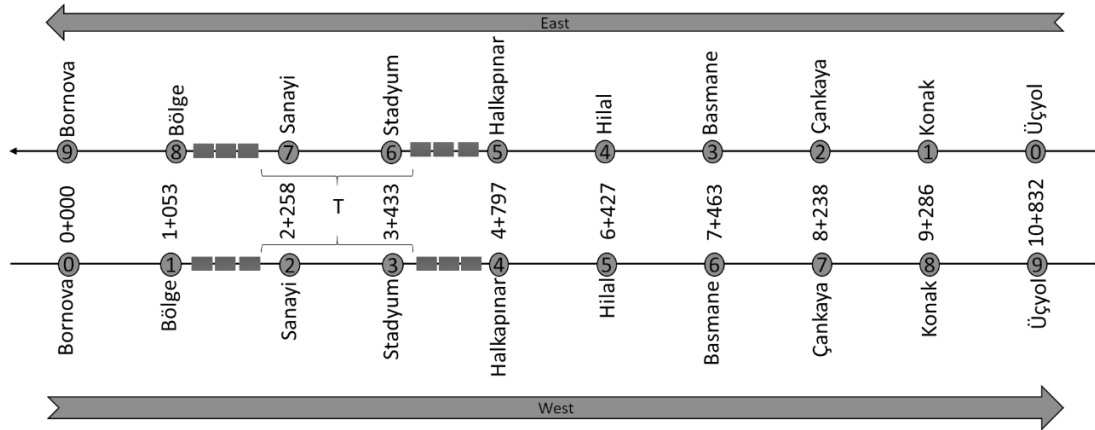 East
Bornova
Bölge
Sanayi
Stadyum
Halkapınar
Hilal
Basmane
Çankaya
Konak
Üçyol
9 8 7 6 5 4 3 2 1 0
0+000 1+053 2+258 T 3+433 4+797 6+427 7+463 8+238 9+286 10+832
0 1 2 3 4 5 6 7 8 9
Bornova
Bölge
Sanayi
Stadyum
Halkapınar
Hilal
Basmane
Çankaya
Konak
Üçyol
West